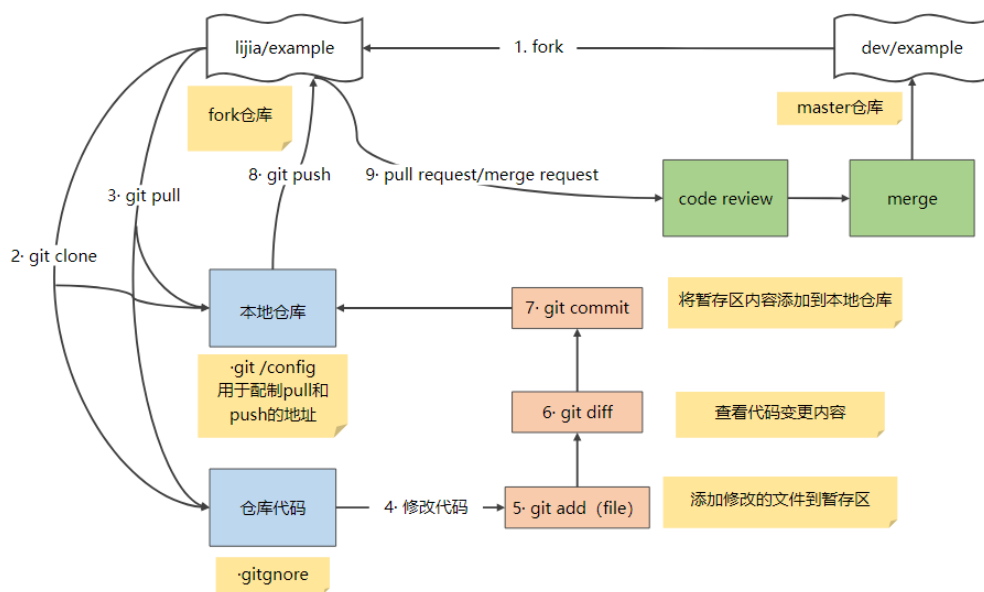 lijia/example
1. fork
dev/example
fork仓库
master仓库
8· git push
9· pull request/merge request
3· git pull
code review
merge
2· git clone
本地仓库
7· git commit
将暂存区内容添加到本地仓库
·git /config
用于配制pull和
push的地址
6· git diff
查看代码变更内容
仓库代码
4· 修改代码
5· git add（file）
添加修改的文件到暂存区
·gitgnore